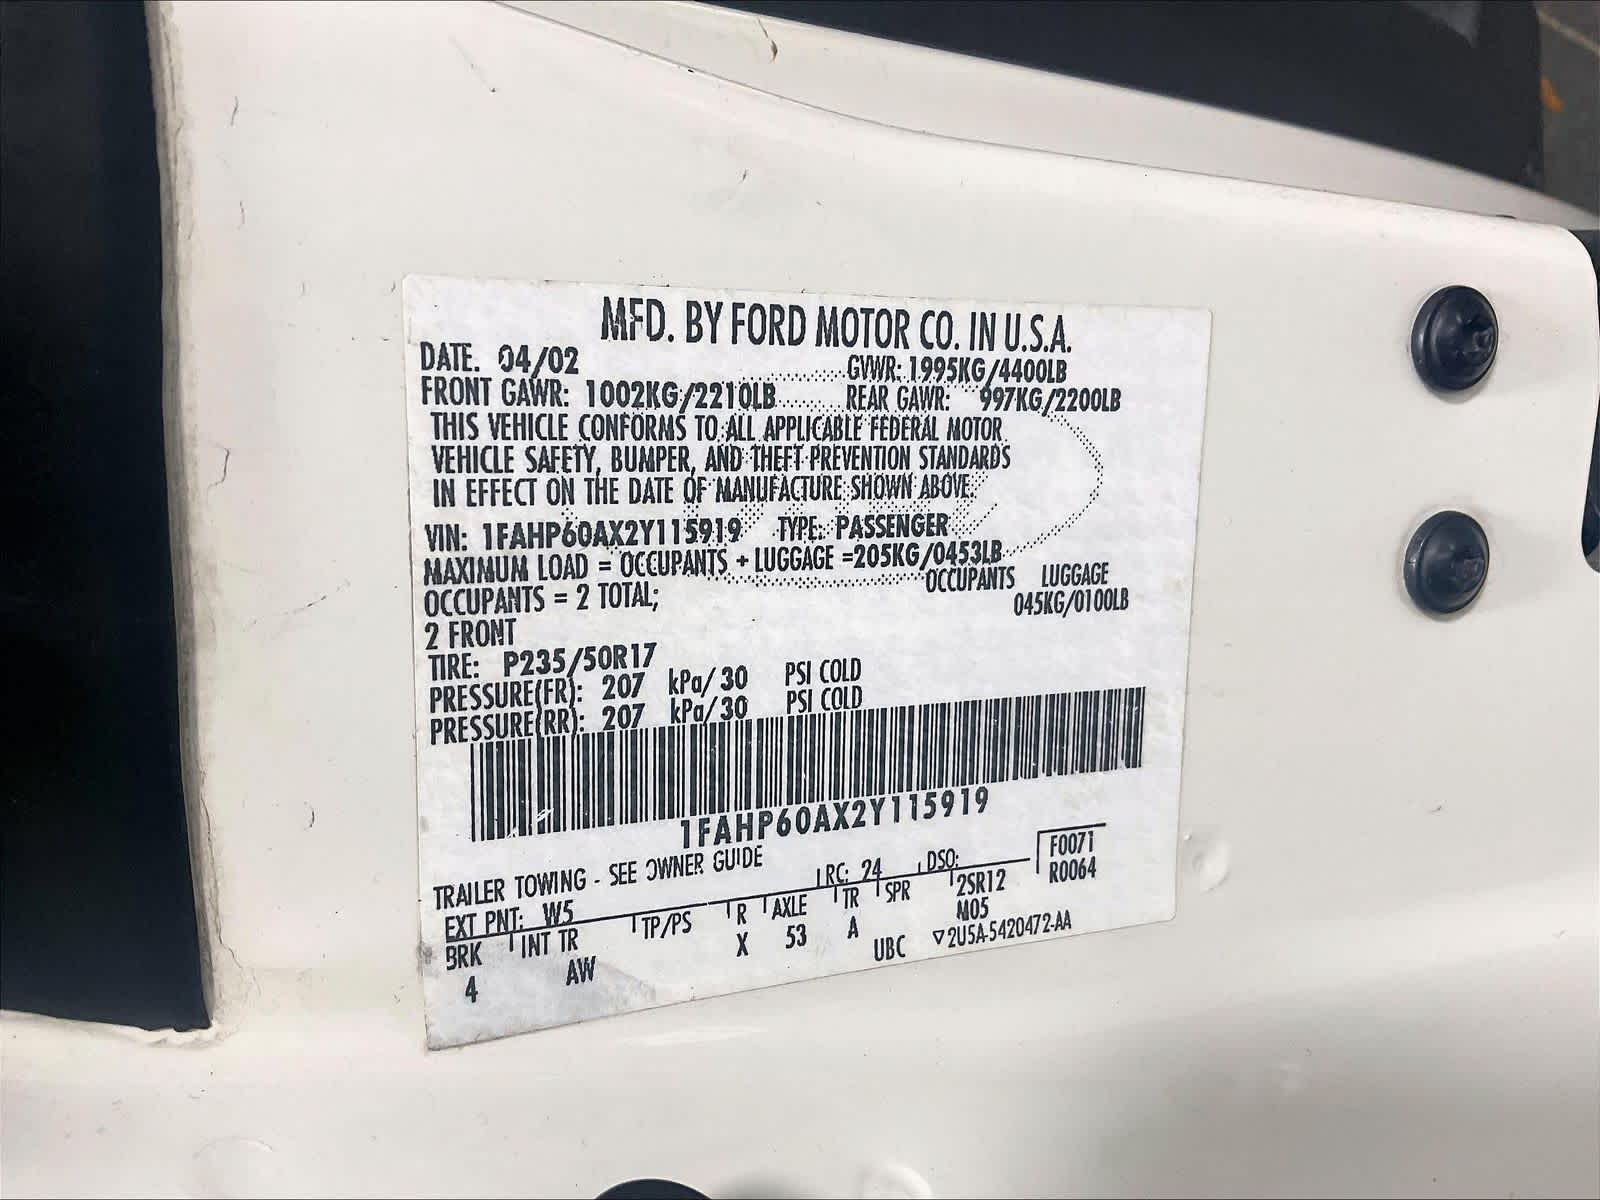 MFD. BY FORD MOTOR CO. IN U.S.A.
DATE. 04/02 GVWR: 1995KG/4400LB
FRONT GAWR: 1002KG/2210LB REAR GAWR: 997KG/2200LB
THIS VEHICLE CONFORMS TO ALL APPLICABLE FEDERAL MOTOR
VEHICLE SAFETY, BUMPER, AND THEFT PREVENTION STANDARDS
IN EFFECT ON THE DATE OF MANUFACTURE SHOWN ABOVE.
VIN: 1FAHP60AX2Y115919 TYPE: PASSENGER
MAXIMUM LOAD = OCCUPANTS + LUGGAGE =205KG/0453LB
OCCUPANTS = 2 TOTAL; OCCUPANTS LUGGAGE
2 FRONT 045KG/0100LB
TIRE: P235/50R17
PRESSURE(FR): 207 kPa/30 PSI COLD
PRESSURE(RR): 207 kPa/30 PSI COLD
1FAHP60AX2Y115919
TRAILER TOWING - SEE OWNER GUIDE
EXT PNT: W5 RC: 24 DSO: F0071
R0064
BRK INT TR TP/PS R AXLE TR SPR 2SR12
4 AW X 53 A M05
UBC ▽2U5A-5420472-AA